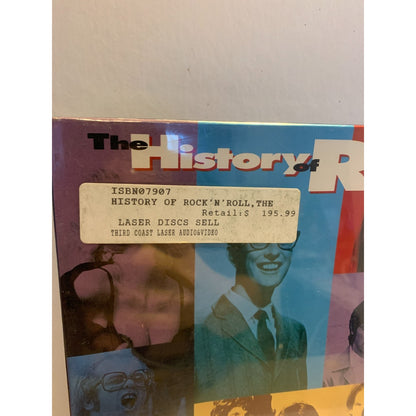 The History of R
ISBN07907
HISTORY OF ROCK'N'ROLL,THE
Retail:$ 195.99
LASER DISCS SELL
THIRD COAST LASER AUDIO&VIDEO